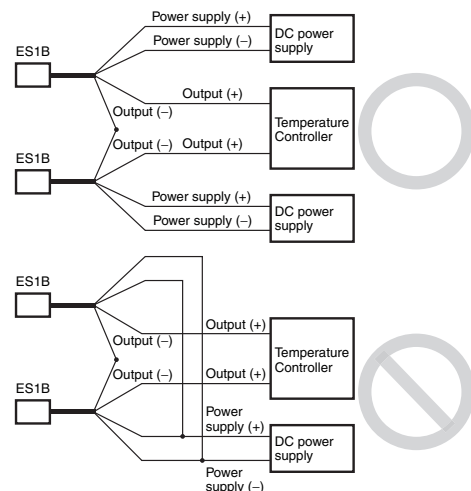 Power supply (+)
DC power
supply
Power supply (−)
ES1B
Output (+)
Output (−)
Temperature
Controller
Output (−) Output (+)
ES1B
Power supply (+)
DC power
supply
Power supply (−)
ES1B
Output (+)
Output (−)
Temperature
Controller
Output (−)
Output (+)
ES1B
Power
supply (+)
DC power
supply
Power
supply (−)